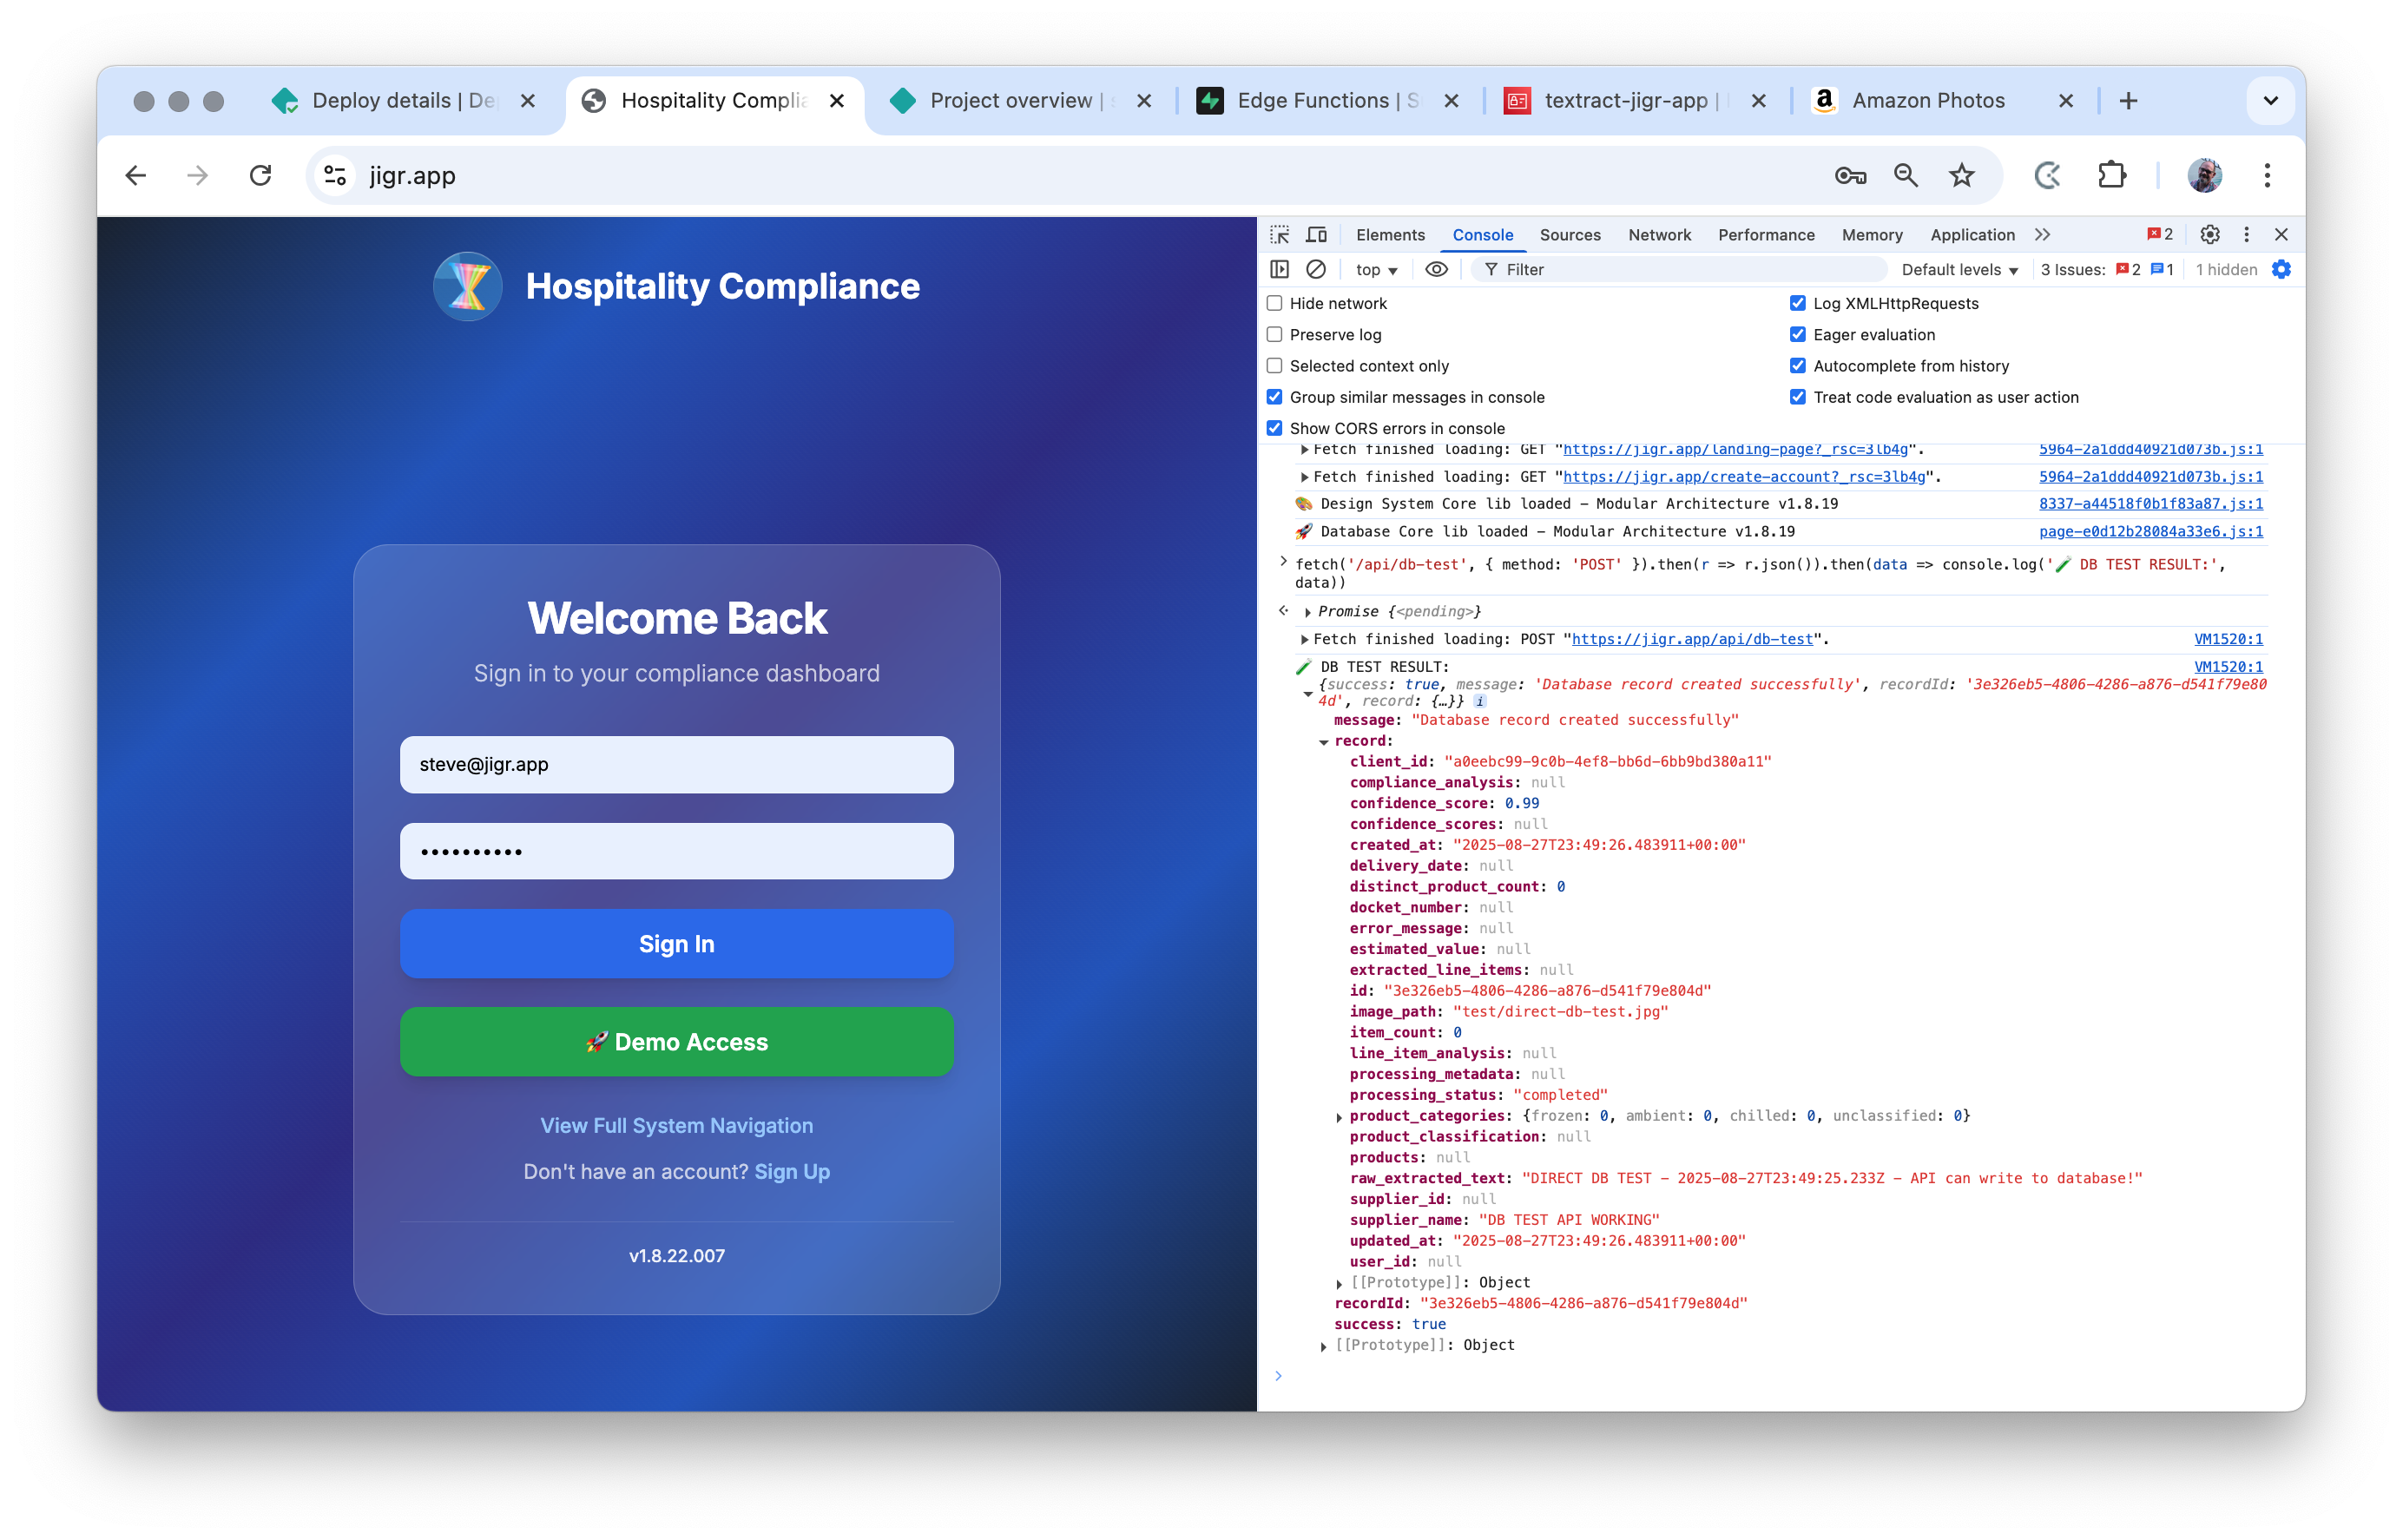 Deploy details | De
Hospitality Complia
Project overview |
Edge Functions | S
textract-jigr-app |
Amazon Photos
jigr.app
Hospitality Compliance
Welcome Back
Sign in to your compliance dashboard
steve@jigr.app
••••••••••
Sign In
🚀 Demo Access
View Full System Navigation
Don't have an account? Sign Up
v1.8.22.007
Elements Console Sources Network Performance Memory Application 2
top Filter Default levels 3 Issues: 2 1 1 hidden
Hide network Log XMLHttpRequests
Preserve log Eager evaluation
Selected context only Autocomplete from history
Group similar messages in console Treat code evaluation as user action
Show CORS errors in console
Fetch finished loading: GET "https://jigr.app/landing-page?_rsc=3lb4g". 5964-2a1ddd40921d073b.js:1
Fetch finished loading: GET "https://jigr.app/create-account?_rsc=3lb4g". 5964-2a1ddd40921d073b.js:1
🎨 Design System Core lib loaded – Modular Architecture v1.8.19 8337-a44518f0b1f83a87.js:1
🚀 Database Core lib loaded – Modular Architecture v1.8.19 page-e0d12b28084a33e6.js:1
fetch('/api/db-test', { method: 'POST' }).then(r => r.json()).then(data => console.log('🧪 DB TEST RESULT:',
data))
Promise {<pending>}
Fetch finished loading: POST "https://jigr.app/api/db-test". VM1520:1
🧪 DB TEST RESULT: VM1520:1
{success: true, message: 'Database record created successfully', recordId: '3e326eb5-4806-4286-a876-d541f79e80
4d', record: {…}}
message: "Database record created successfully"
record:
client_id: "a0eebc99-9c0b-4ef8-bb6d-6bb9bd380a11"
compliance_analysis: null
confidence_score: 0.99
confidence_scores: null
created_at: "2025-08-27T23:49:26.483911+00:00"
delivery_date: null
distinct_product_count: 0
docket_number: null
error_message: null
estimated_value: null
extracted_line_items: null
id: "3e326eb5-4806-4286-a876-d541f79e804d"
image_path: "test/direct-db-test.jpg"
item_count: 0
line_item_analysis: null
processing_metadata: null
processing_status: "completed"
product_categories: {frozen: 0, ambient: 0, chilled: 0, unclassified: 0}
product_classification: null
products: null
raw_extracted_text: "DIRECT DB TEST – 2025-08-27T23:49:25.233Z – API can write to database!"
supplier_id: null
supplier_name: "DB TEST API WORKING"
updated_at: "2025-08-27T23:49:26.483911+00:00"
user_id: null
[[Prototype]]: Object
recordId: "3e326eb5-4806-4286-a876-d541f79e804d"
success: true
[[Prototype]]: Object